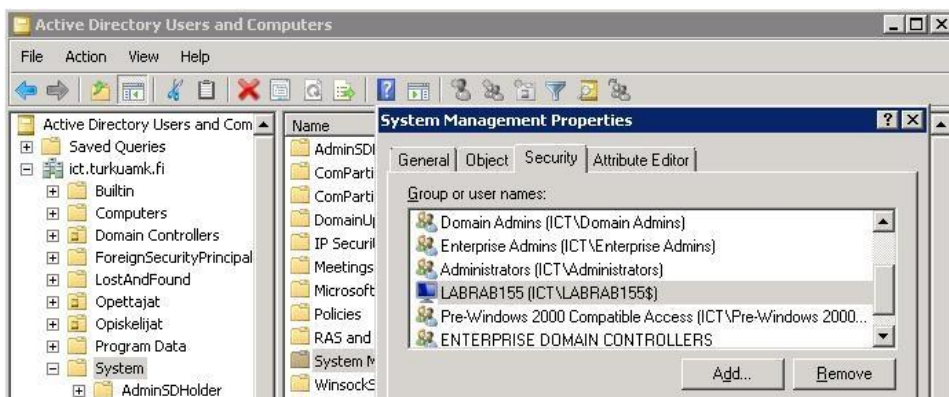 Active Directory Users and Computers
File Action View Help
Active Directory Users and Com
Saved Queries
ict.turkuamk.fi
Builtin
Computers
Domain Controllers
ForeignSecurityPrincipal
LostAndFound
Opettajat
Opiskelijat
Program Data
System
AdminSDHolder
Name
AdminSD
ComParti
ComParti
DomainU
IP Securi
Meetings
Microsoft
Policies
RAS and
System M
WinsockS
System Management Properties
General Object Security Attribute Editor
Group or user names:
Domain Admins (ICT\Domain Admins)
Enterprise Admins (ICT\Enterprise Admins)
Administrators (ICT\Administrators)
LABRAB155 (ICT\LABRAB155$)
Pre-Windows 2000 Compatible Access (ICT\Pre-Windows 2000...
ENTERPRISE DOMAIN CONTROLLERS
Add... Remove